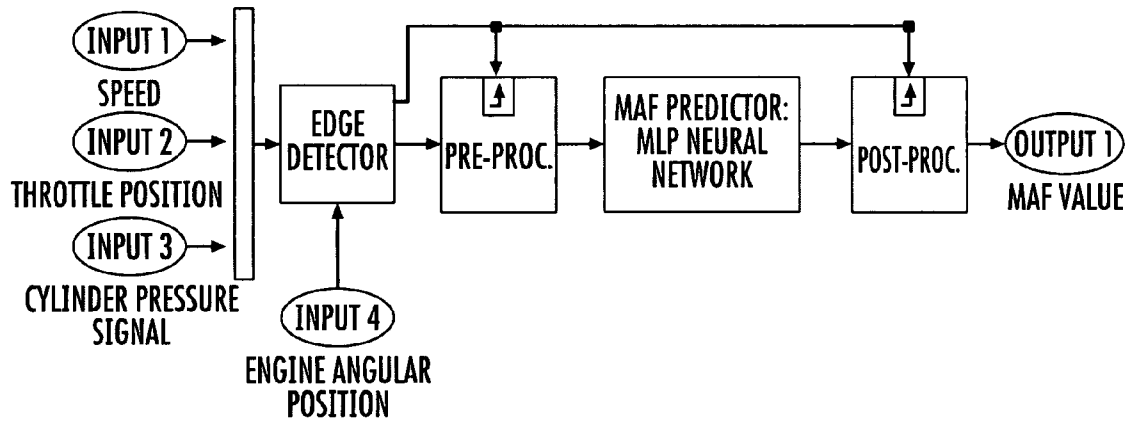 INPUT 1
SPEED
INPUT 2
THROTTLE POSITION
INPUT 3
CYLINDER PRESSURE
SIGNAL
EDGE
DETECTOR
INPUT 4
ENGINE ANGULAR
POSITION
PRE-PROC.
MAF PREDICTOR:
MLP NEURAL
NETWORK
POST-PROC.
OUTPUT 1
MAF VALUE